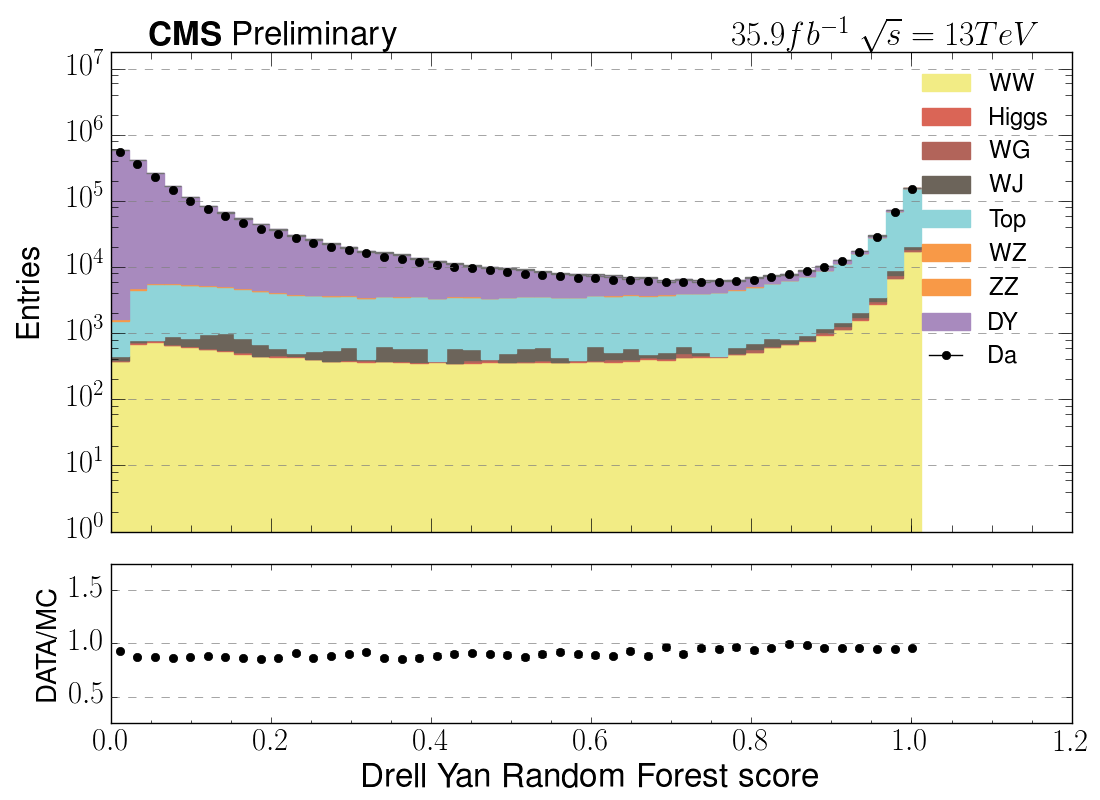 CMS Preliminary
35.9fb⁻¹ √s = 13TeV
10⁷
10⁶
10⁵
10⁴
10³
10²
10¹
10⁰
Entries
WW
Higgs
WG
WJ
Top
WZ
ZZ
DY
Da
1.5
1.0
0.5
DATA/MC
0.0 0.2 0.4 0.6 0.8 1.0 1.2
Drell Yan Random Forest score